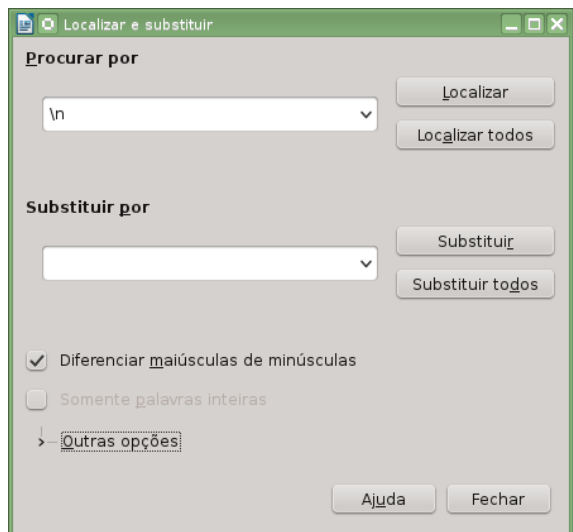 Localizar e substituir
Procurar por
Localizar
\n
Localizar todos
Substituir por
Substituir
Substituir todos
Diferenciar maiúsculas de minúsculas
Somente palavras inteiras
Outras opções
Ajuda Fechar